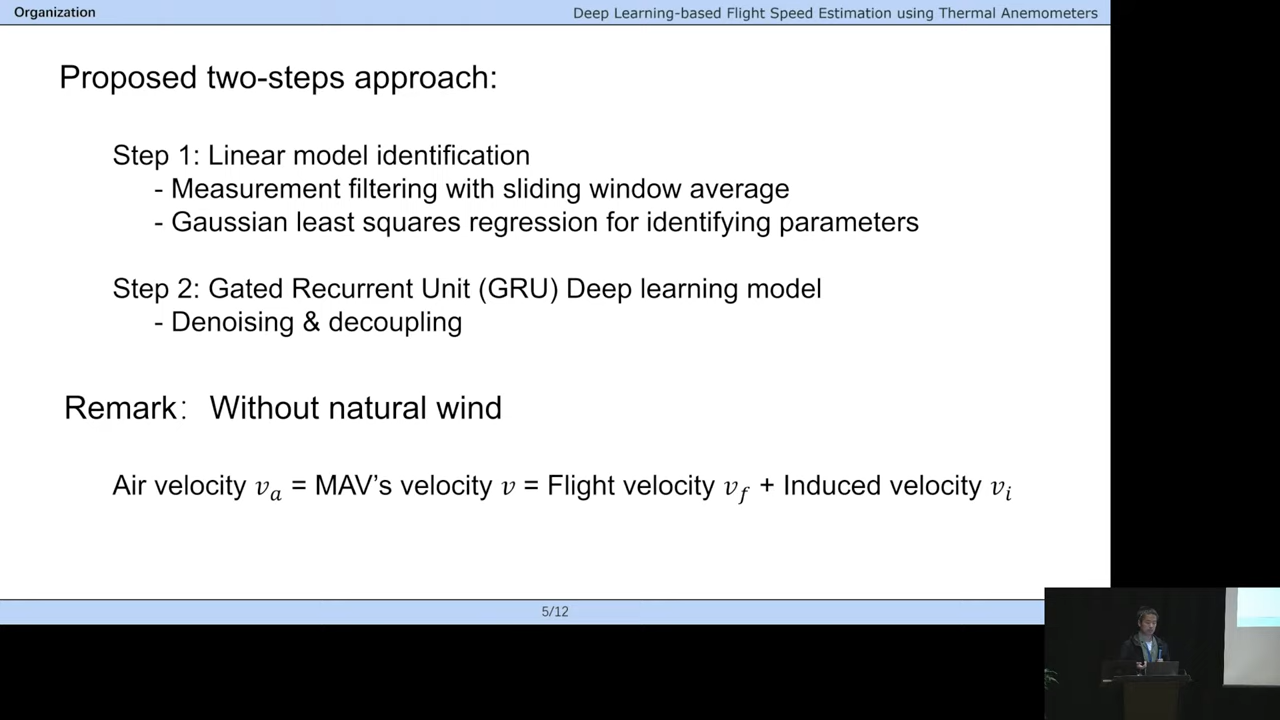 Organization
Deep Learning-based Flight Speed Estimation using Thermal Anemometers
Proposed two-steps approach:
Step 1: Linear model identification
- Measurement filtering with sliding window average
- Gaussian least squares regression for identifying parameters
Step 2: Gated Recurrent Unit (GRU) Deep learning model
- Denoising & decoupling
Remark: Without natural wind
Air velocity vₐ = MAV's velocity v = Flight velocity v_f + Induced velocity vᵢ
5/12